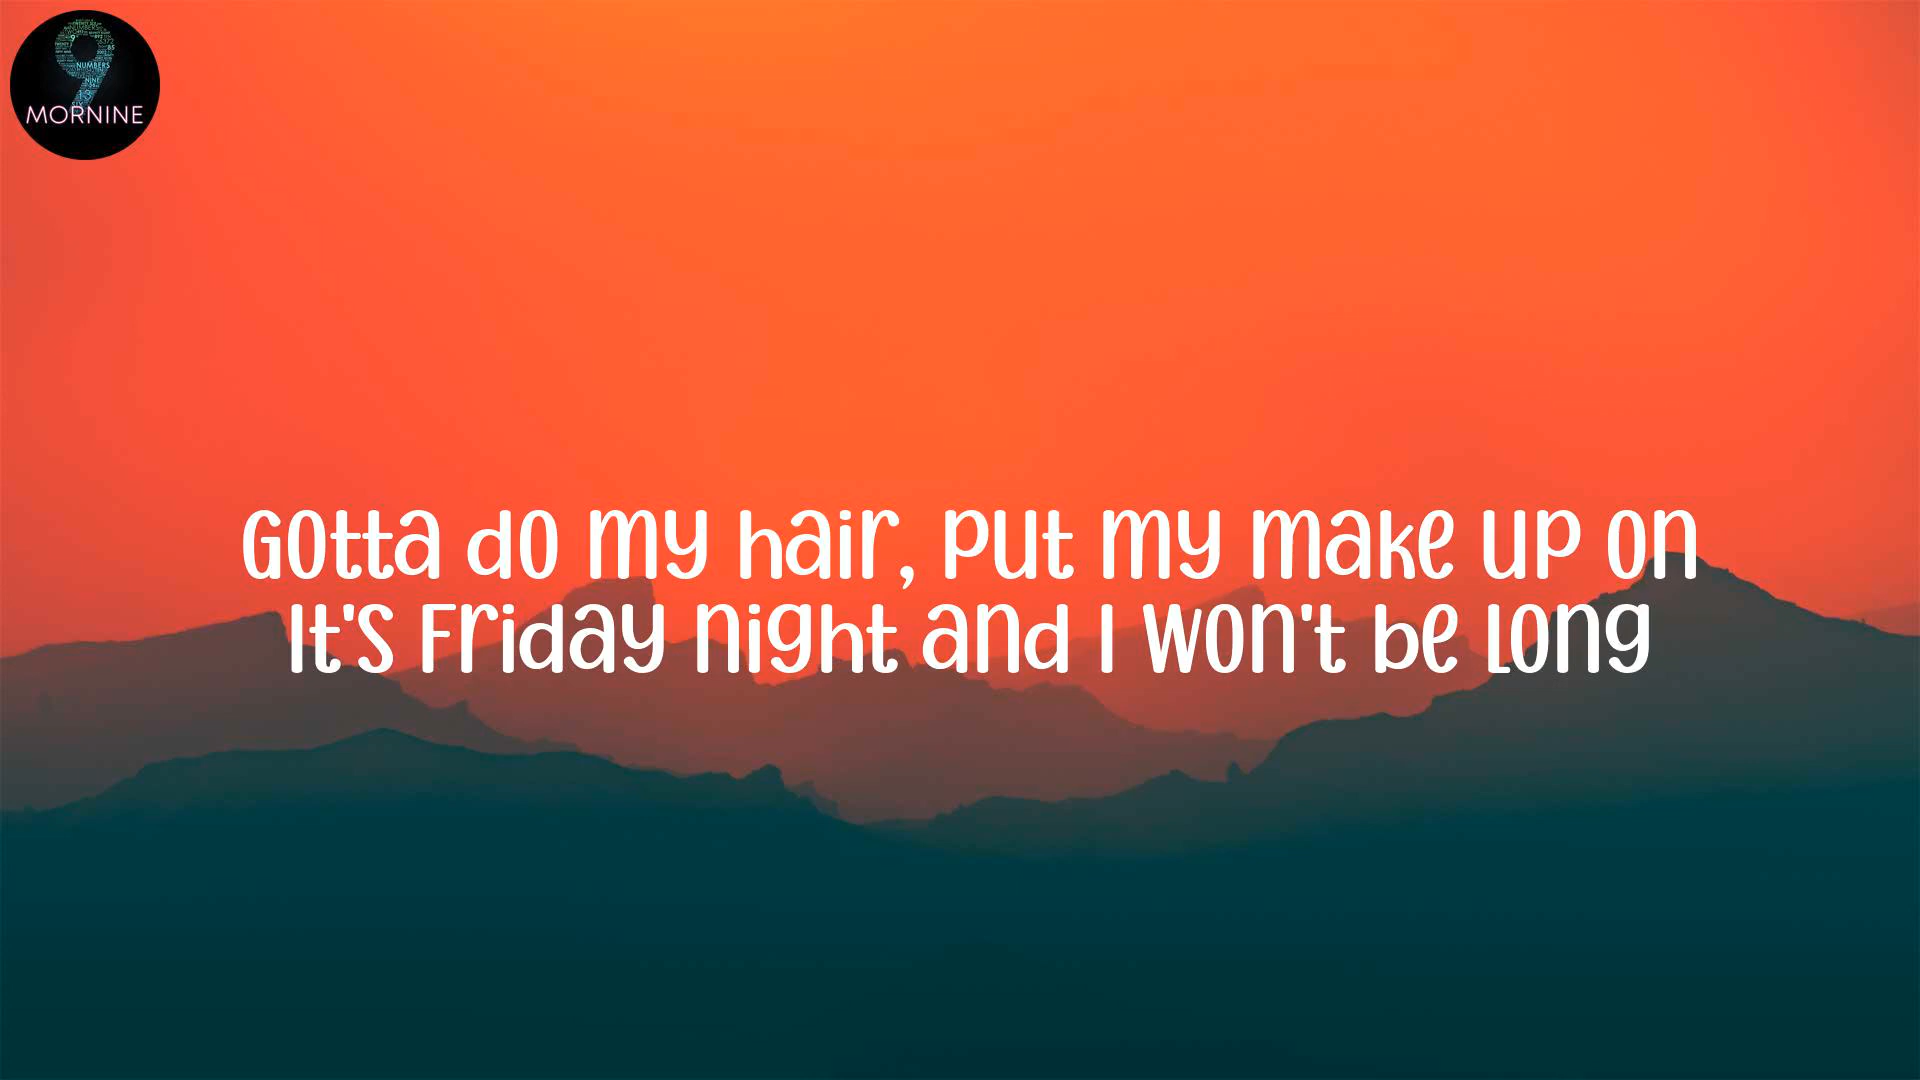 MORNINE
Gotta do my hair, put my make up on
It's Friday night and I won't be long